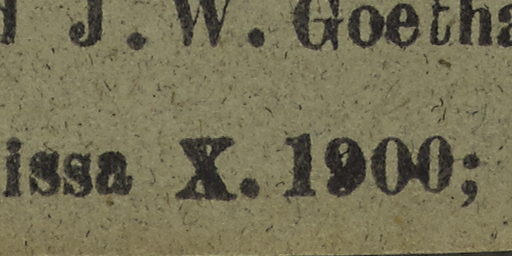 J. W. Goetha
issa X. 1900;